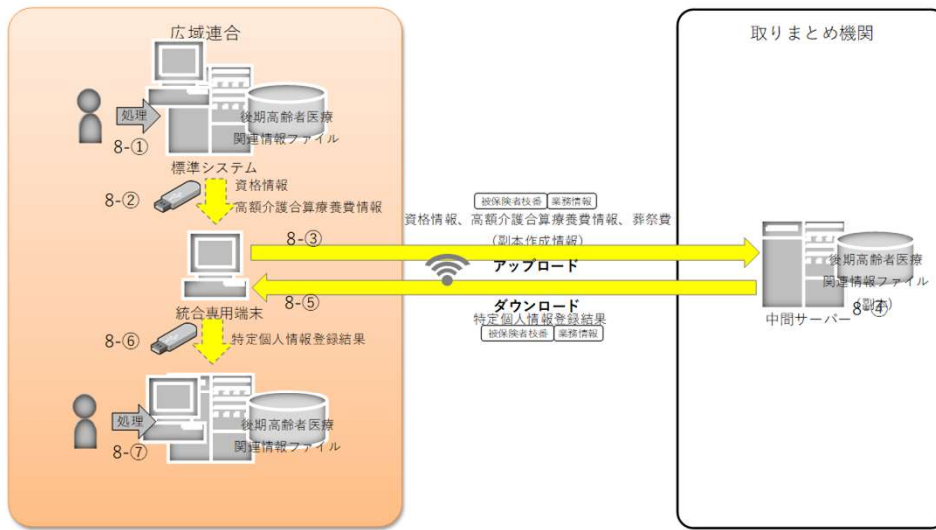 広域連合
取りまとめ機関
処理
8-①
後期高齢者医療
関連情報ファイル
標準システム
8-②
資格情報
高額介護合算療養費情報
被保険者枝番 業務情報
資格情報、高額介護合算療養費情報、葬祭費
(副本作成情報)
8-③
アップロード
8-⑤
ダウンロード
特定個人情報登録結果
被保険者枝番 業務情報
後期高齢者医療
関連情報ファイル
(副本)
8-④
中間サーバー
統合専用端末
8-⑥
特定個人情報登録結果
処理
8-⑦
後期高齢者医療
関連情報ファイル